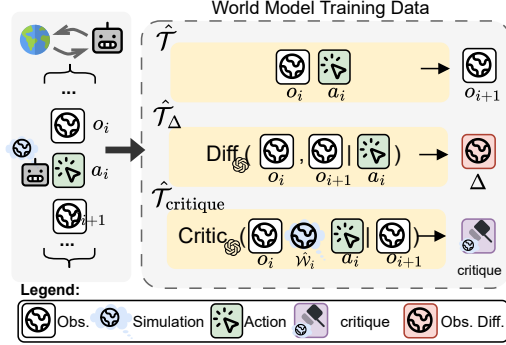 World Model Training Data
𝒯̂
o_i a_i
o_{i+1}
...
o_i
a_i
o_{i+1}
...
𝒯̂_Δ
Diff ( , | )
o_i o_{i+1} a_i
Δ
𝒯̂_critique
Critic ( | )
o_i 𝒲̂_i a_i o_{i+1}
critique
Legend:
Obs. Simulation Action critique Obs. Diff.